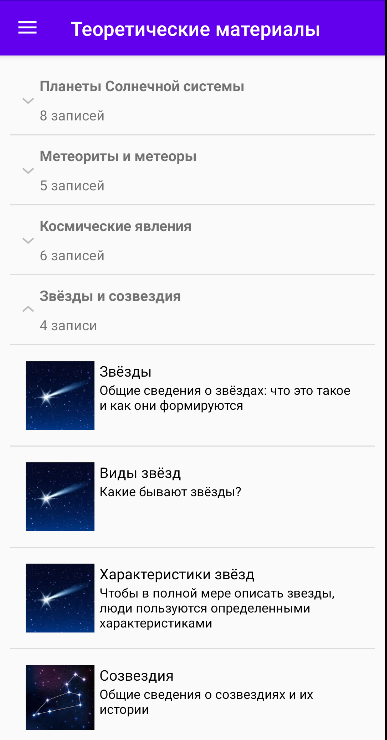 Теоретические материалы
Планеты Солнечной системы
8 записей
Метеориты и метеоры
5 записей
Космические явления
6 записей
Звёзды и созвездия
4 записи
Звёзды
Общие сведения о звёздах: что это такое
и как они формируются
Виды звёзд
Какие бывают звёзды?
Характеристики звёзд
Чтобы в полной мере описать звезды,
люди пользуются определенными
характеристиками
Созвездия
Общие сведения о созвездиях и их
истории